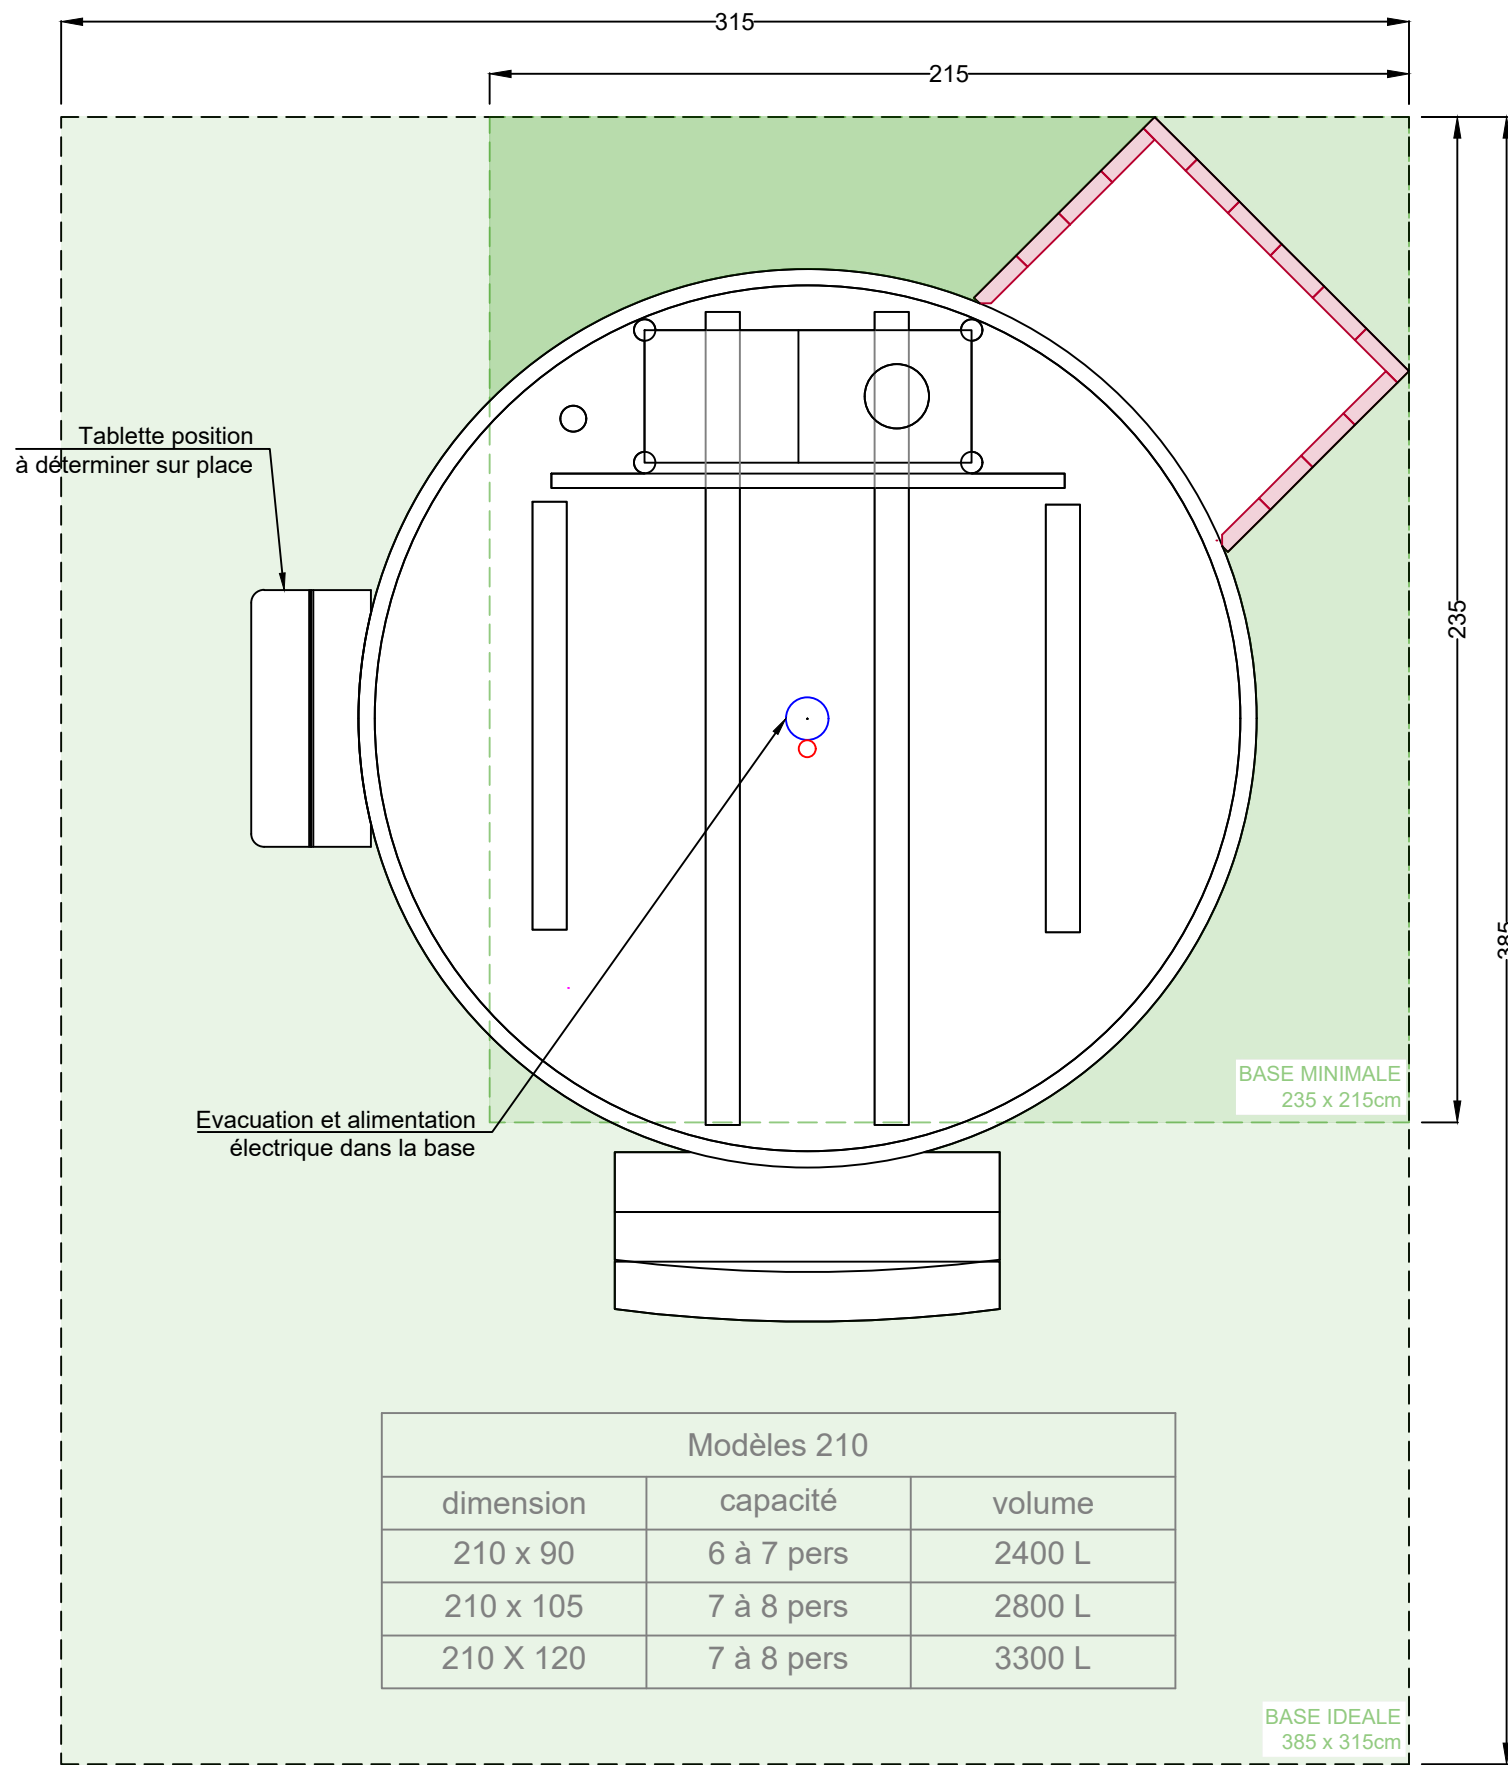 315
215
Tablette position
à déterminer sur place
235
385
BASE MINIMALE
235 x 215cm
Evacuation et alimentation
électrique dans la base
Modèles 210
dimension capacité volume
210 x 90 6 à 7 pers 2400 L
210 x 105 7 à 8 pers 2800 L
210 X 120 7 à 8 pers 3300 L
BASE IDEALE
385 x 315cm